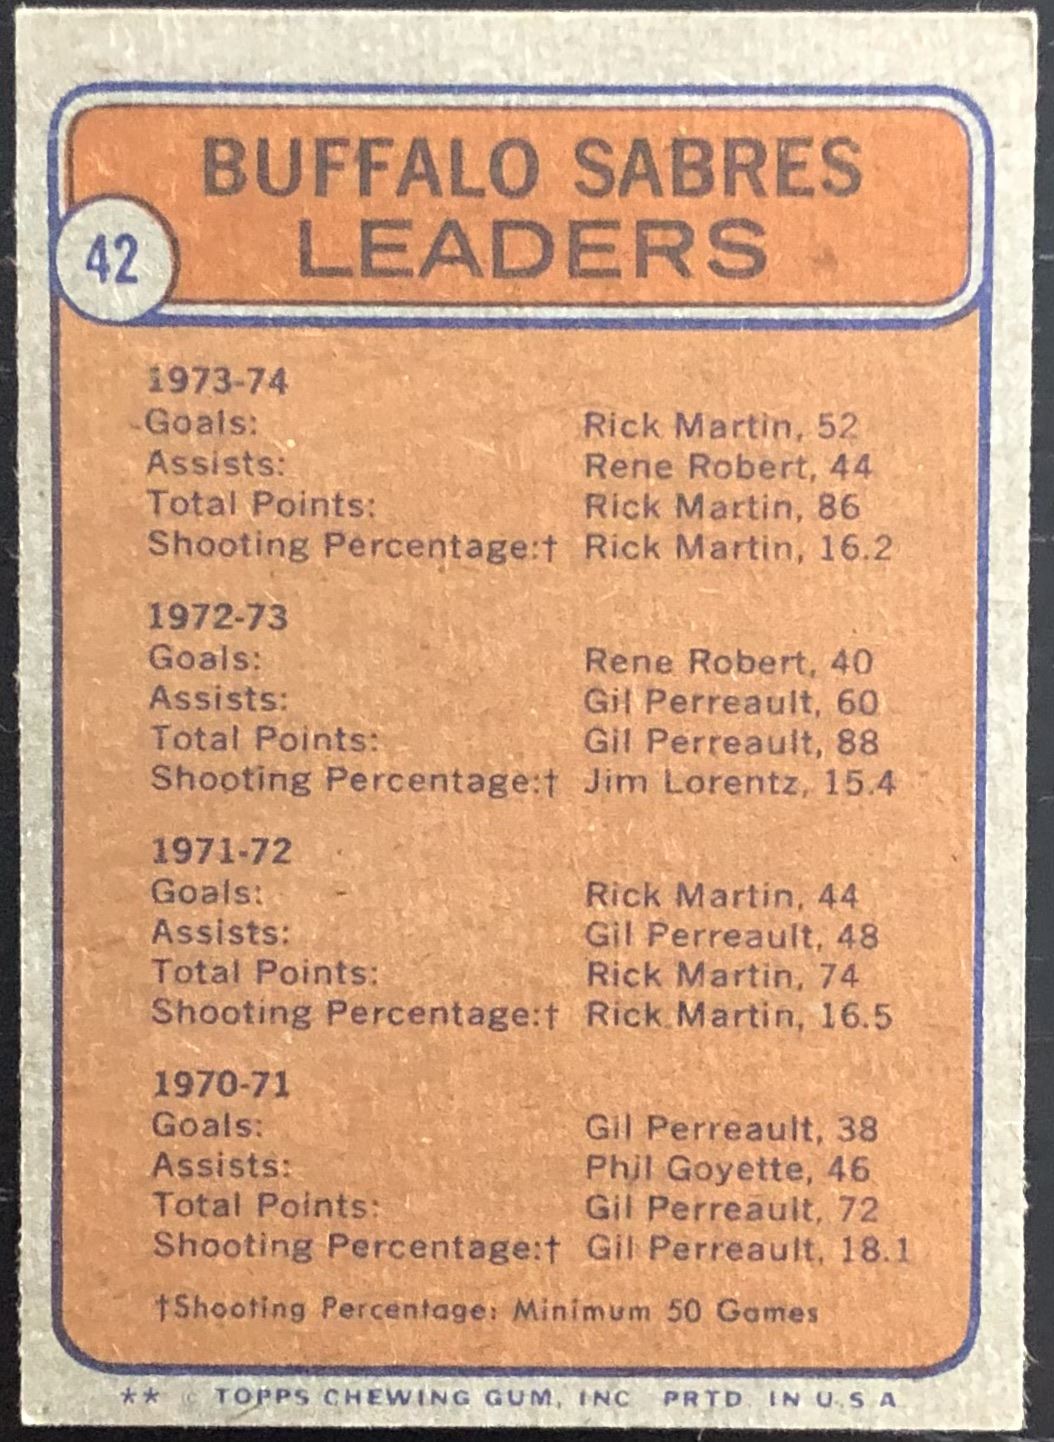 BUFFALO SABRES
LEADERS
42
1973-74
Goals: Rick Martin, 52
Assists: Rene Robert, 44
Total Points: Rick Martin, 86
Shooting Percentage:† Rick Martin, 16.2
1972-73
Goals: Rene Robert, 40
Assists: Gil Perreault, 60
Total Points: Gil Perreault, 88
Shooting Percentage:† Jim Lorentz, 15.4
1971-72
Goals: Rick Martin, 44
Assists: Gil Perreault, 48
Total Points: Rick Martin, 74
Shooting Percentage:† Rick Martin, 16.5
1970-71
Goals: Gil Perreault, 38
Assists: Phil Goyette, 46
Total Points: Gil Perreault, 72
Shooting Percentage:† Gil Perreault, 18.1
†Shooting Percentage: Minimum 50 Games
** © TOPPS CHEWING GUM, INC PRTD. IN U.S.A